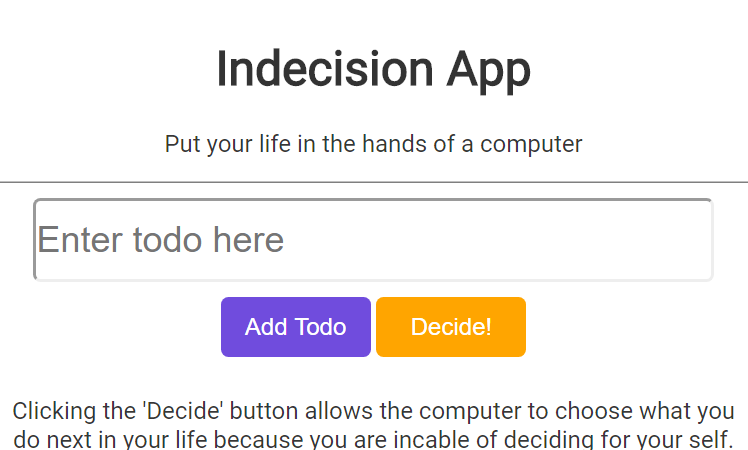 Indecision App
Put your life in the hands of a computer
Enter todo here
Add Todo Decide!
Clicking the 'Decide' button allows the computer to choose what you
do next in your life because you are incable of deciding for your self.